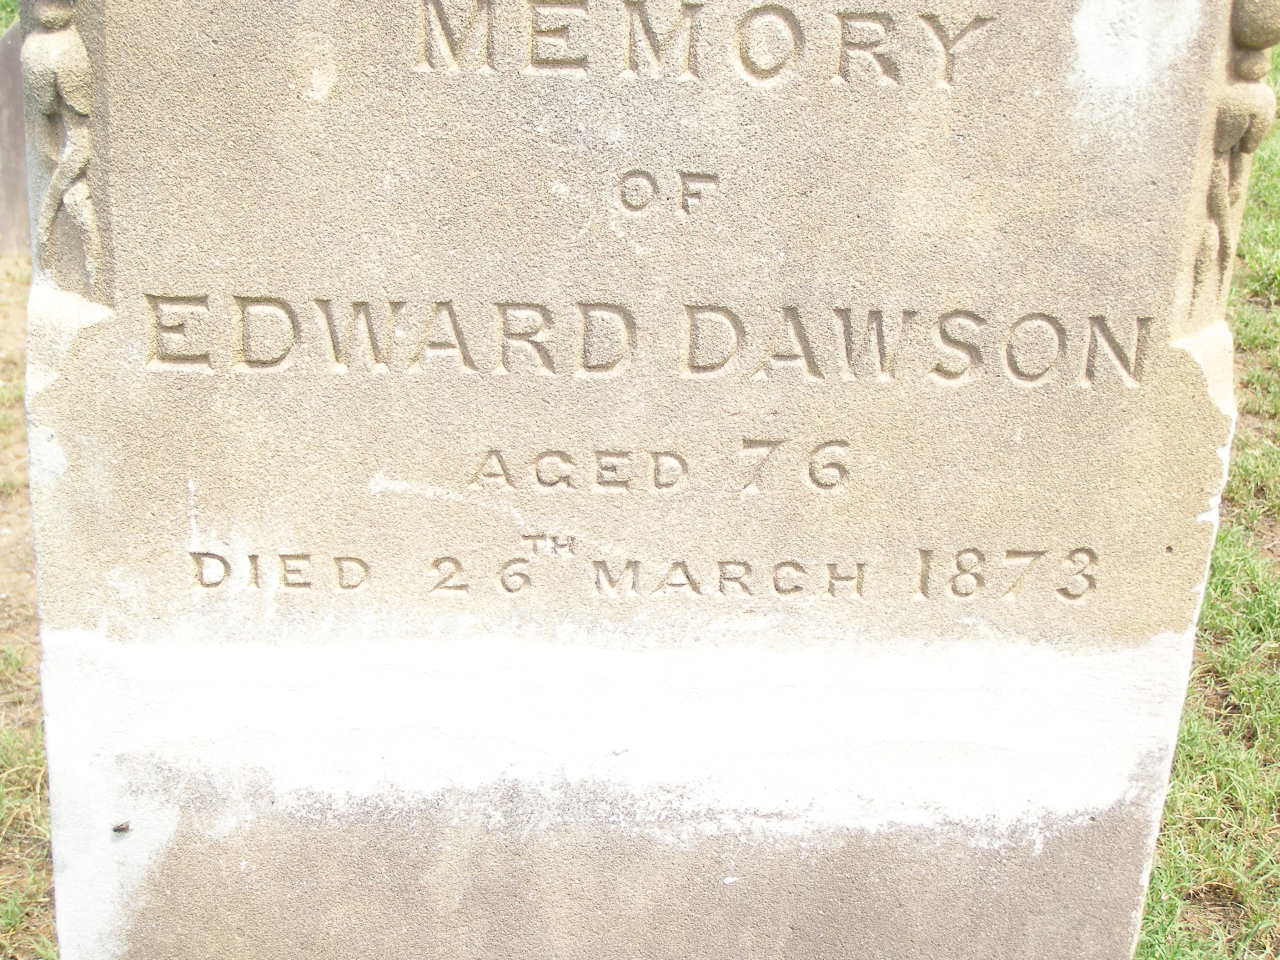 MEMORY
OF
EDWARD DAWSON
AGED 76
DIED 26TH MARCH 1873